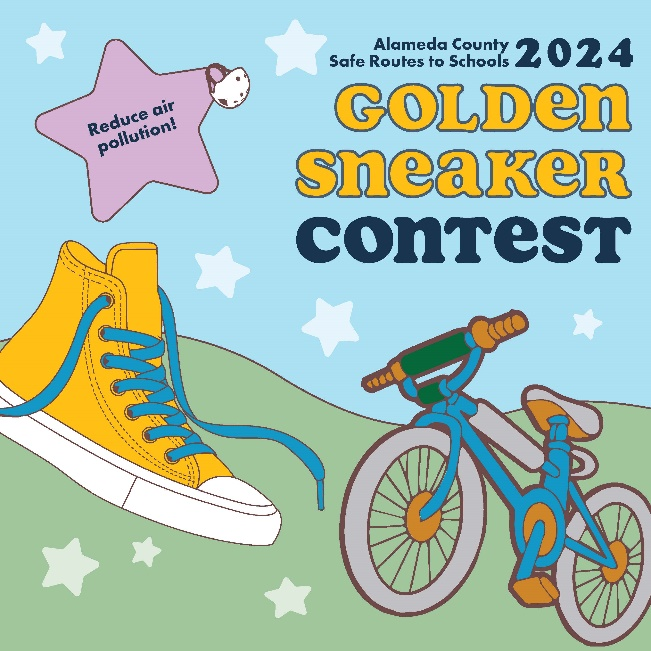 Alameda County
Safe Routes to Schools 2024
GOLDEN
SNEAKER
CONTEST
Reduce air
pollution!